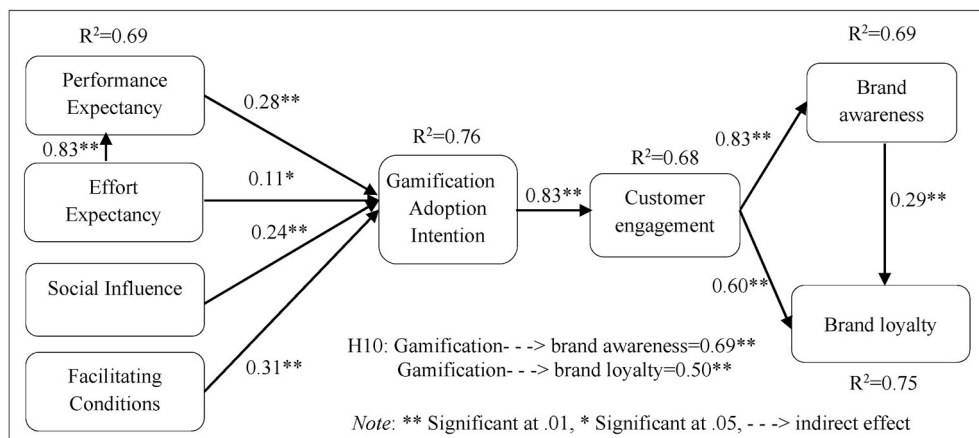 R²=0.69
Performance
Expectancy
0.83**
Effort
Expectancy
Social Influence
Facilitating
Conditions
0.28**
0.11*
0.24**
0.31**
R²=0.76
Gamification
Adoption
Intention
0.83**
R²=0.68
Customer
engagement
0.83**
0.60**
R²=0.69
Brand
awareness
0.29**
Brand loyalty
R²=0.75
H10: Gamification- - -> brand awareness=0.69**
Gamification- - -> brand loyalty=0.50**
Note: ** Significant at .01, * Significant at .05, - - -> indirect effect